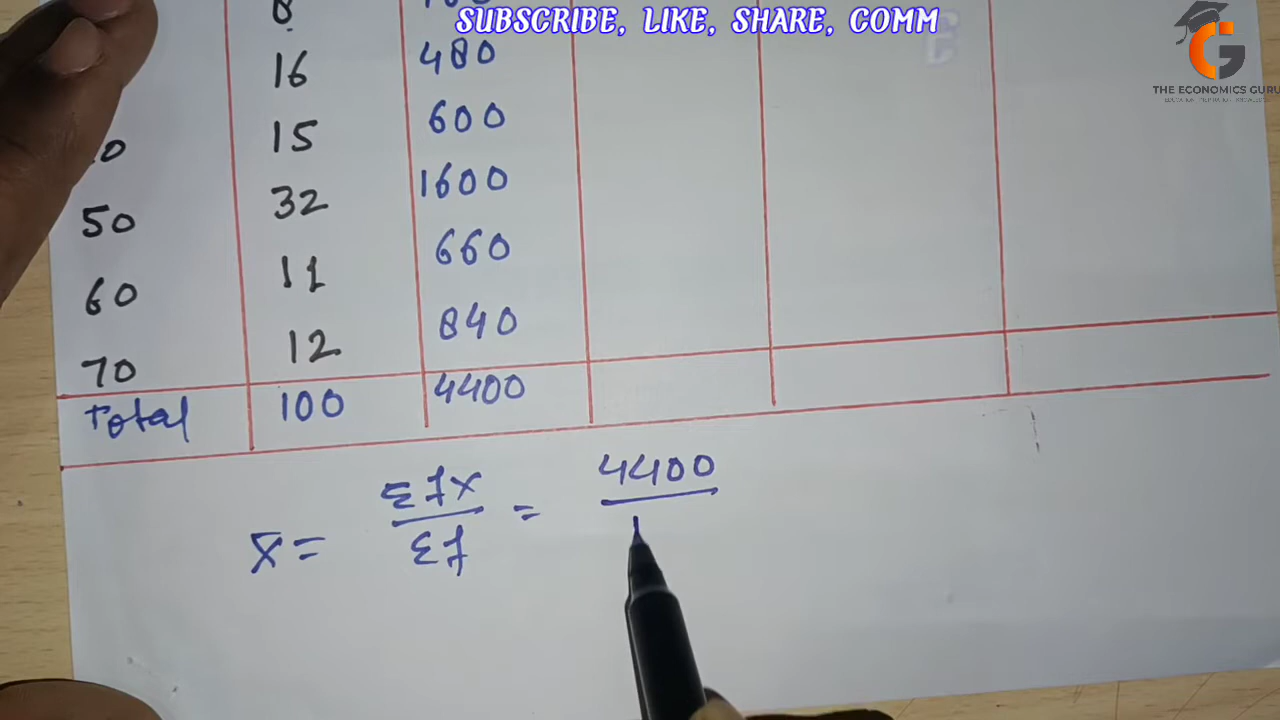 SUBSCRIBE, LIKE, SHARE, COMM
G
THE ECONOMICS GURU
8
16 480
15 600
50 32 1600
60 11 660
70 12 840
Total 100 4400
x̄ = Σfx / Σf = 4400